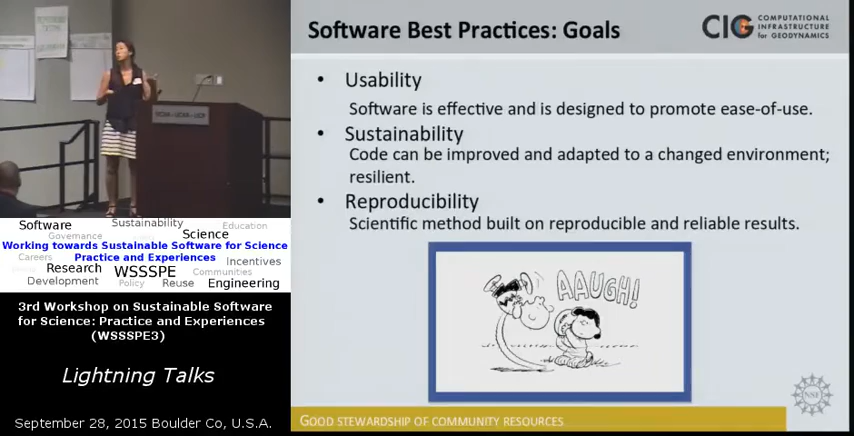 Software Best Practices: Goals
CIG COMPUTATIONAL
INFRASTRUCTURE
for GEODYNAMICS
• Usability
Software is effective and is designed to promote ease-of-use.
• Sustainability
Code can be improved and adapted to a changed environment;
resilient.
• Reproducibility
Scientific method built on reproducible and reliable results.
AAUGH!
NSF
GOOD STEWARDSHIP OF COMMUNITY RESOURCES
Software Sustainability Education
Governance Science
Working towards Sustainable Software for Science
Practice and Experiences
Careers Incentives
Research WSSSPE Communities
Development Policy Reuse Engineering
3rd Workshop on Sustainable Software
for Science: Practice and Experiences
(WSSSPE3)
Lightning Talks
September 28, 2015 Boulder Co, U.S.A.